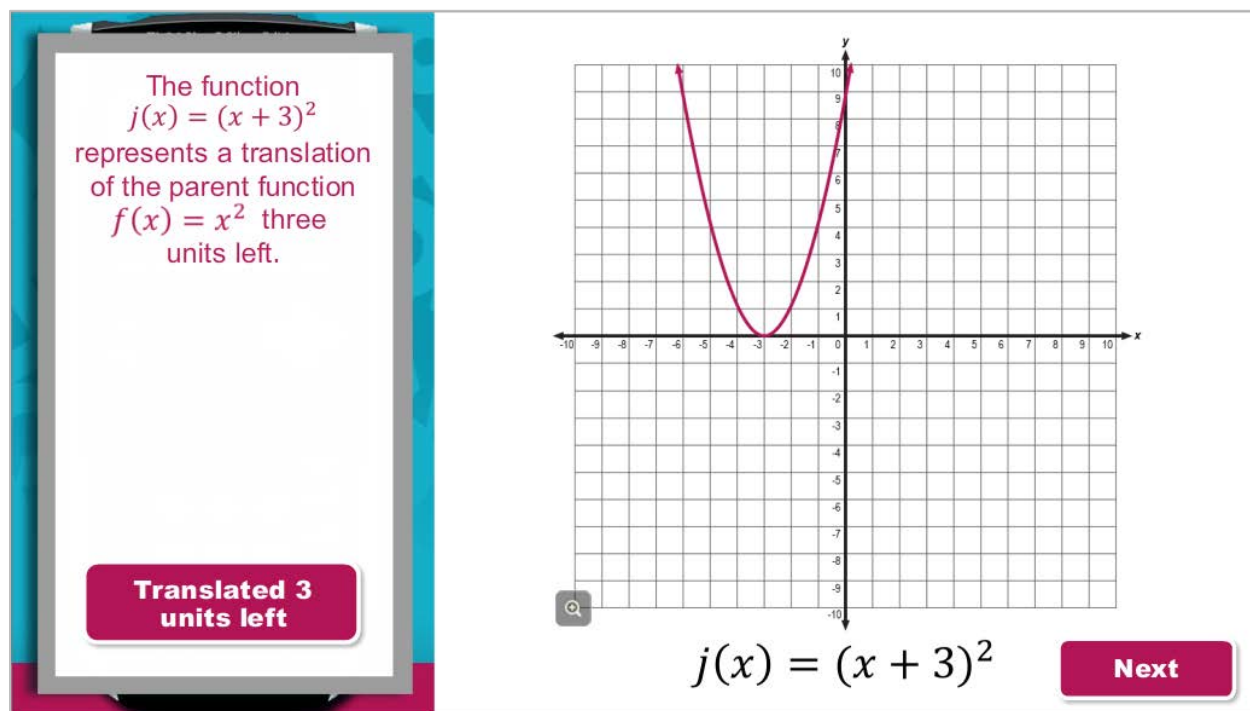 The function
j(x) = (x + 3)²
represents a translation
of the parent function
f(x) = x² three
units left.
Translated 3
units left
y
10
9
8
7
6
5
4
3
2
1
-10 -9 -8 -7 -6 -5 -4 -3 -2 -1 0 1 2 3 4 5 6 7 8 9 10 x
-1
-2
-3
-4
-5
-6
-7
-8
-9
-10
j(x) = (x + 3)²
Next